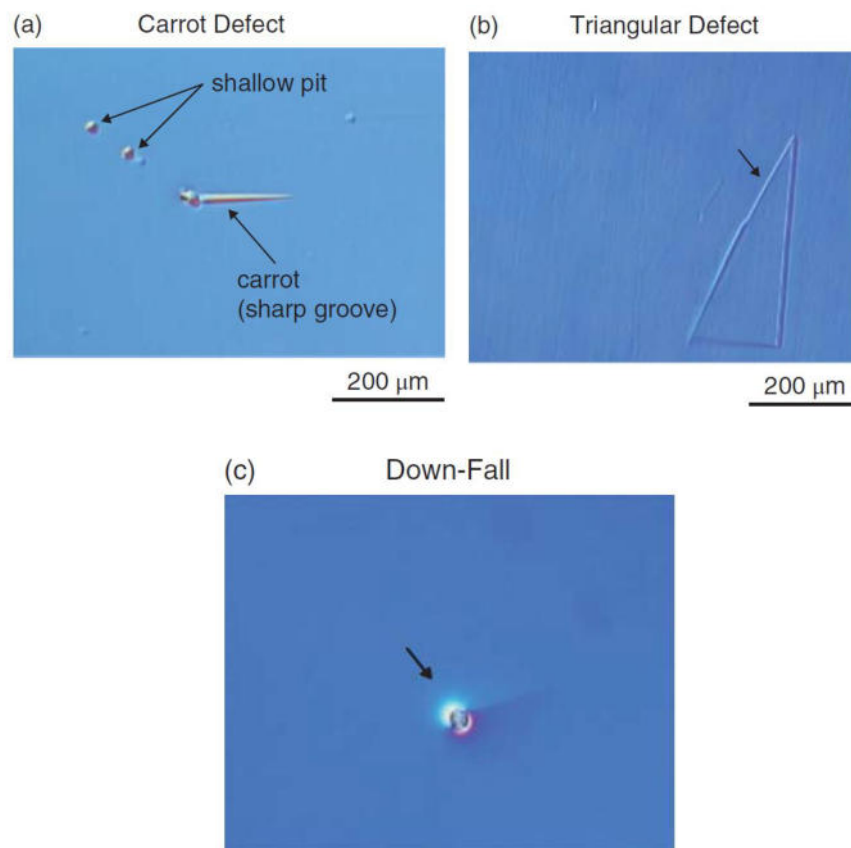 (a) Carrot Defect
shallow pit
carrot
(sharp groove)
200 μm
(b) Triangular Defect
200 μm
(c) Down-Fall